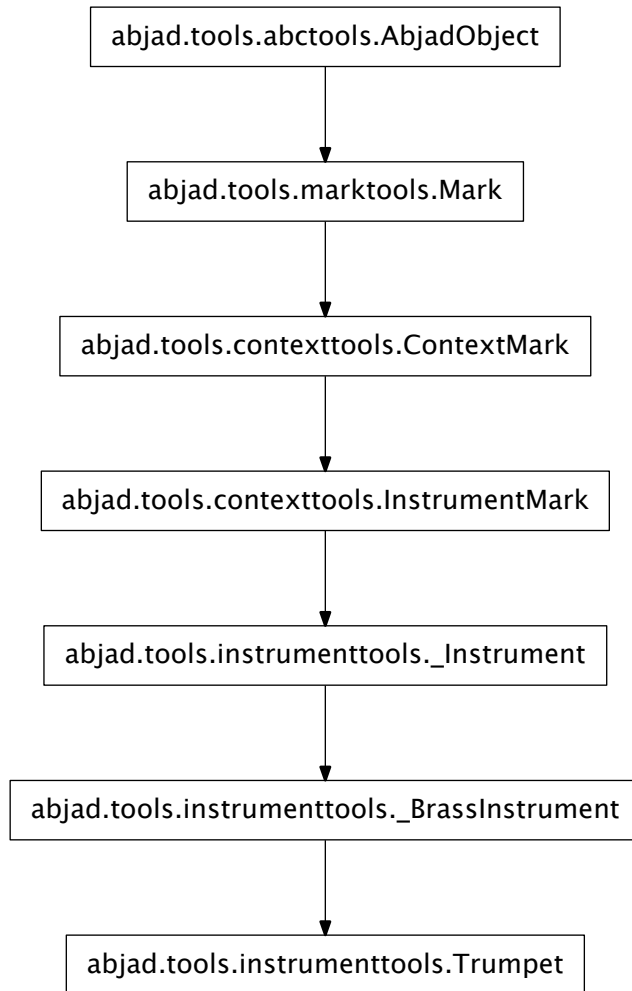 abjad.tools.abctools.AbjadObject
abjad.tools.marktools.Mark
abjad.tools.contexttools.ContextMark
abjad.tools.contexttools.InstrumentMark
abjad.tools.instrumenttools._Instrument
abjad.tools.instrumenttools._BrassInstrument
abjad.tools.instrumenttools.Trumpet